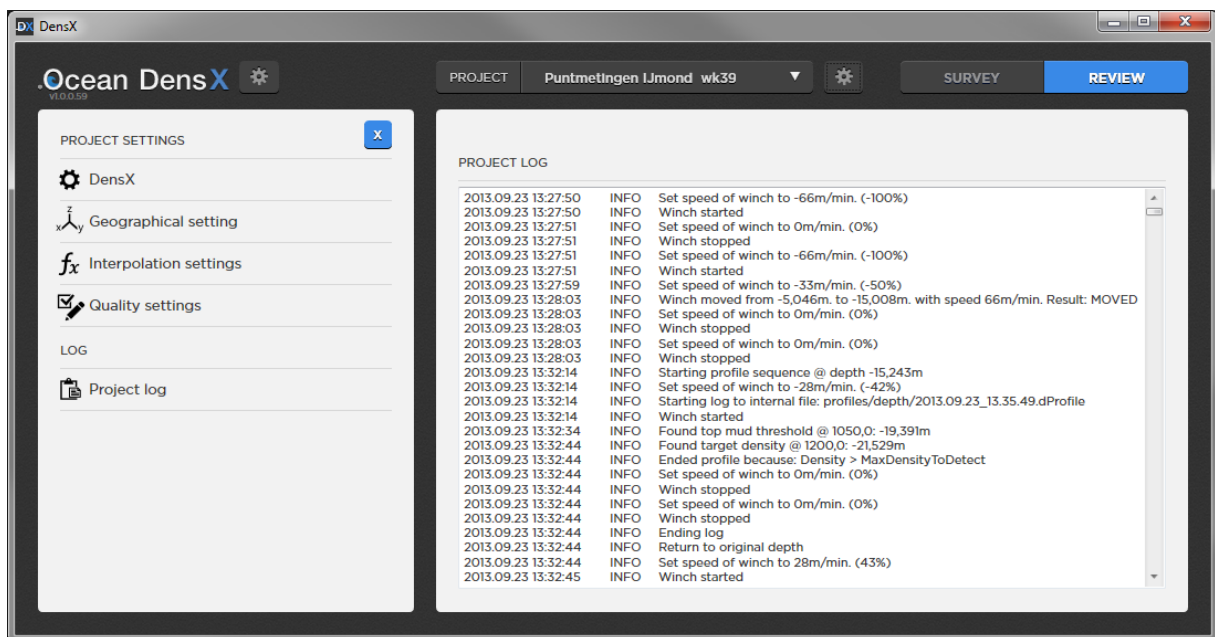 DX DensX
.Ocean DensX
v1.0.0.59
PROJECT Puntmetingen IJmond wk39
SURVEY REVIEW
PROJECT SETTINGS X
DensX
z x y Geographical setting
fx Interpolation settings
Quality settings
LOG
Project log
PROJECT LOG
2013.09.23 13:27:50 INFO Set speed of winch to -66m/min. (-100%)
2013.09.23 13:27:50 INFO Winch started
2013.09.23 13:27:51 INFO Set speed of winch to 0m/min. (0%)
2013.09.23 13:27:51 INFO Winch stopped
2013.09.23 13:27:51 INFO Set speed of winch to -66m/min. (-100%)
2013.09.23 13:27:51 INFO Winch started
2013.09.23 13:27:59 INFO Set speed of winch to -33m/min. (-50%)
2013.09.23 13:28:03 INFO Winch moved from -5,046m. to -15,008m. with speed 66m/min. Result: MOVED
2013.09.23 13:28:03 INFO Set speed of winch to 0m/min. (0%)
2013.09.23 13:28:03 INFO Winch stopped
2013.09.23 13:28:03 INFO Set speed of winch to 0m/min. (0%)
2013.09.23 13:28:03 INFO Winch stopped
2013.09.23 13:32:14 INFO Starting profile sequence @ depth -15,243m
2013.09.23 13:32:14 INFO Set speed of winch to -28m/min. (-42%)
2013.09.23 13:32:14 INFO Starting log to internal file: profiles/depth/2013.09.23_13.35.49.dProfile
2013.09.23 13:32:14 INFO Winch started
2013.09.23 13:32:34 INFO Found top mud threshold @ 1050,0: -19,391m
2013.09.23 13:32:44 INFO Found target density @ 1200,0: -21,529m
2013.09.23 13:32:44 INFO Ended profile because: Density > MaxDensityToDetect
2013.09.23 13:32:44 INFO Set speed of winch to 0m/min. (0%)
2013.09.23 13:32:44 INFO Winch stopped
2013.09.23 13:32:44 INFO Set speed of winch to 0m/min. (0%)
2013.09.23 13:32:44 INFO Winch stopped
2013.09.23 13:32:44 INFO Ending log
2013.09.23 13:32:44 INFO Return to original depth
2013.09.23 13:32:44 INFO Set speed of winch to 28m/min. (43%)
2013.09.23 13:32:45 INFO Winch started